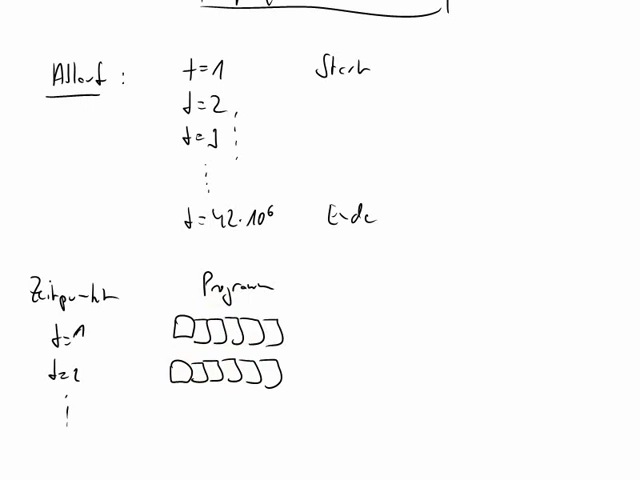 Ablauf : t=1 Start
t=2
t=3
⋮
t=42·10⁶ Ende
Zeitpunkt Programm
t=1
t=2
⋮